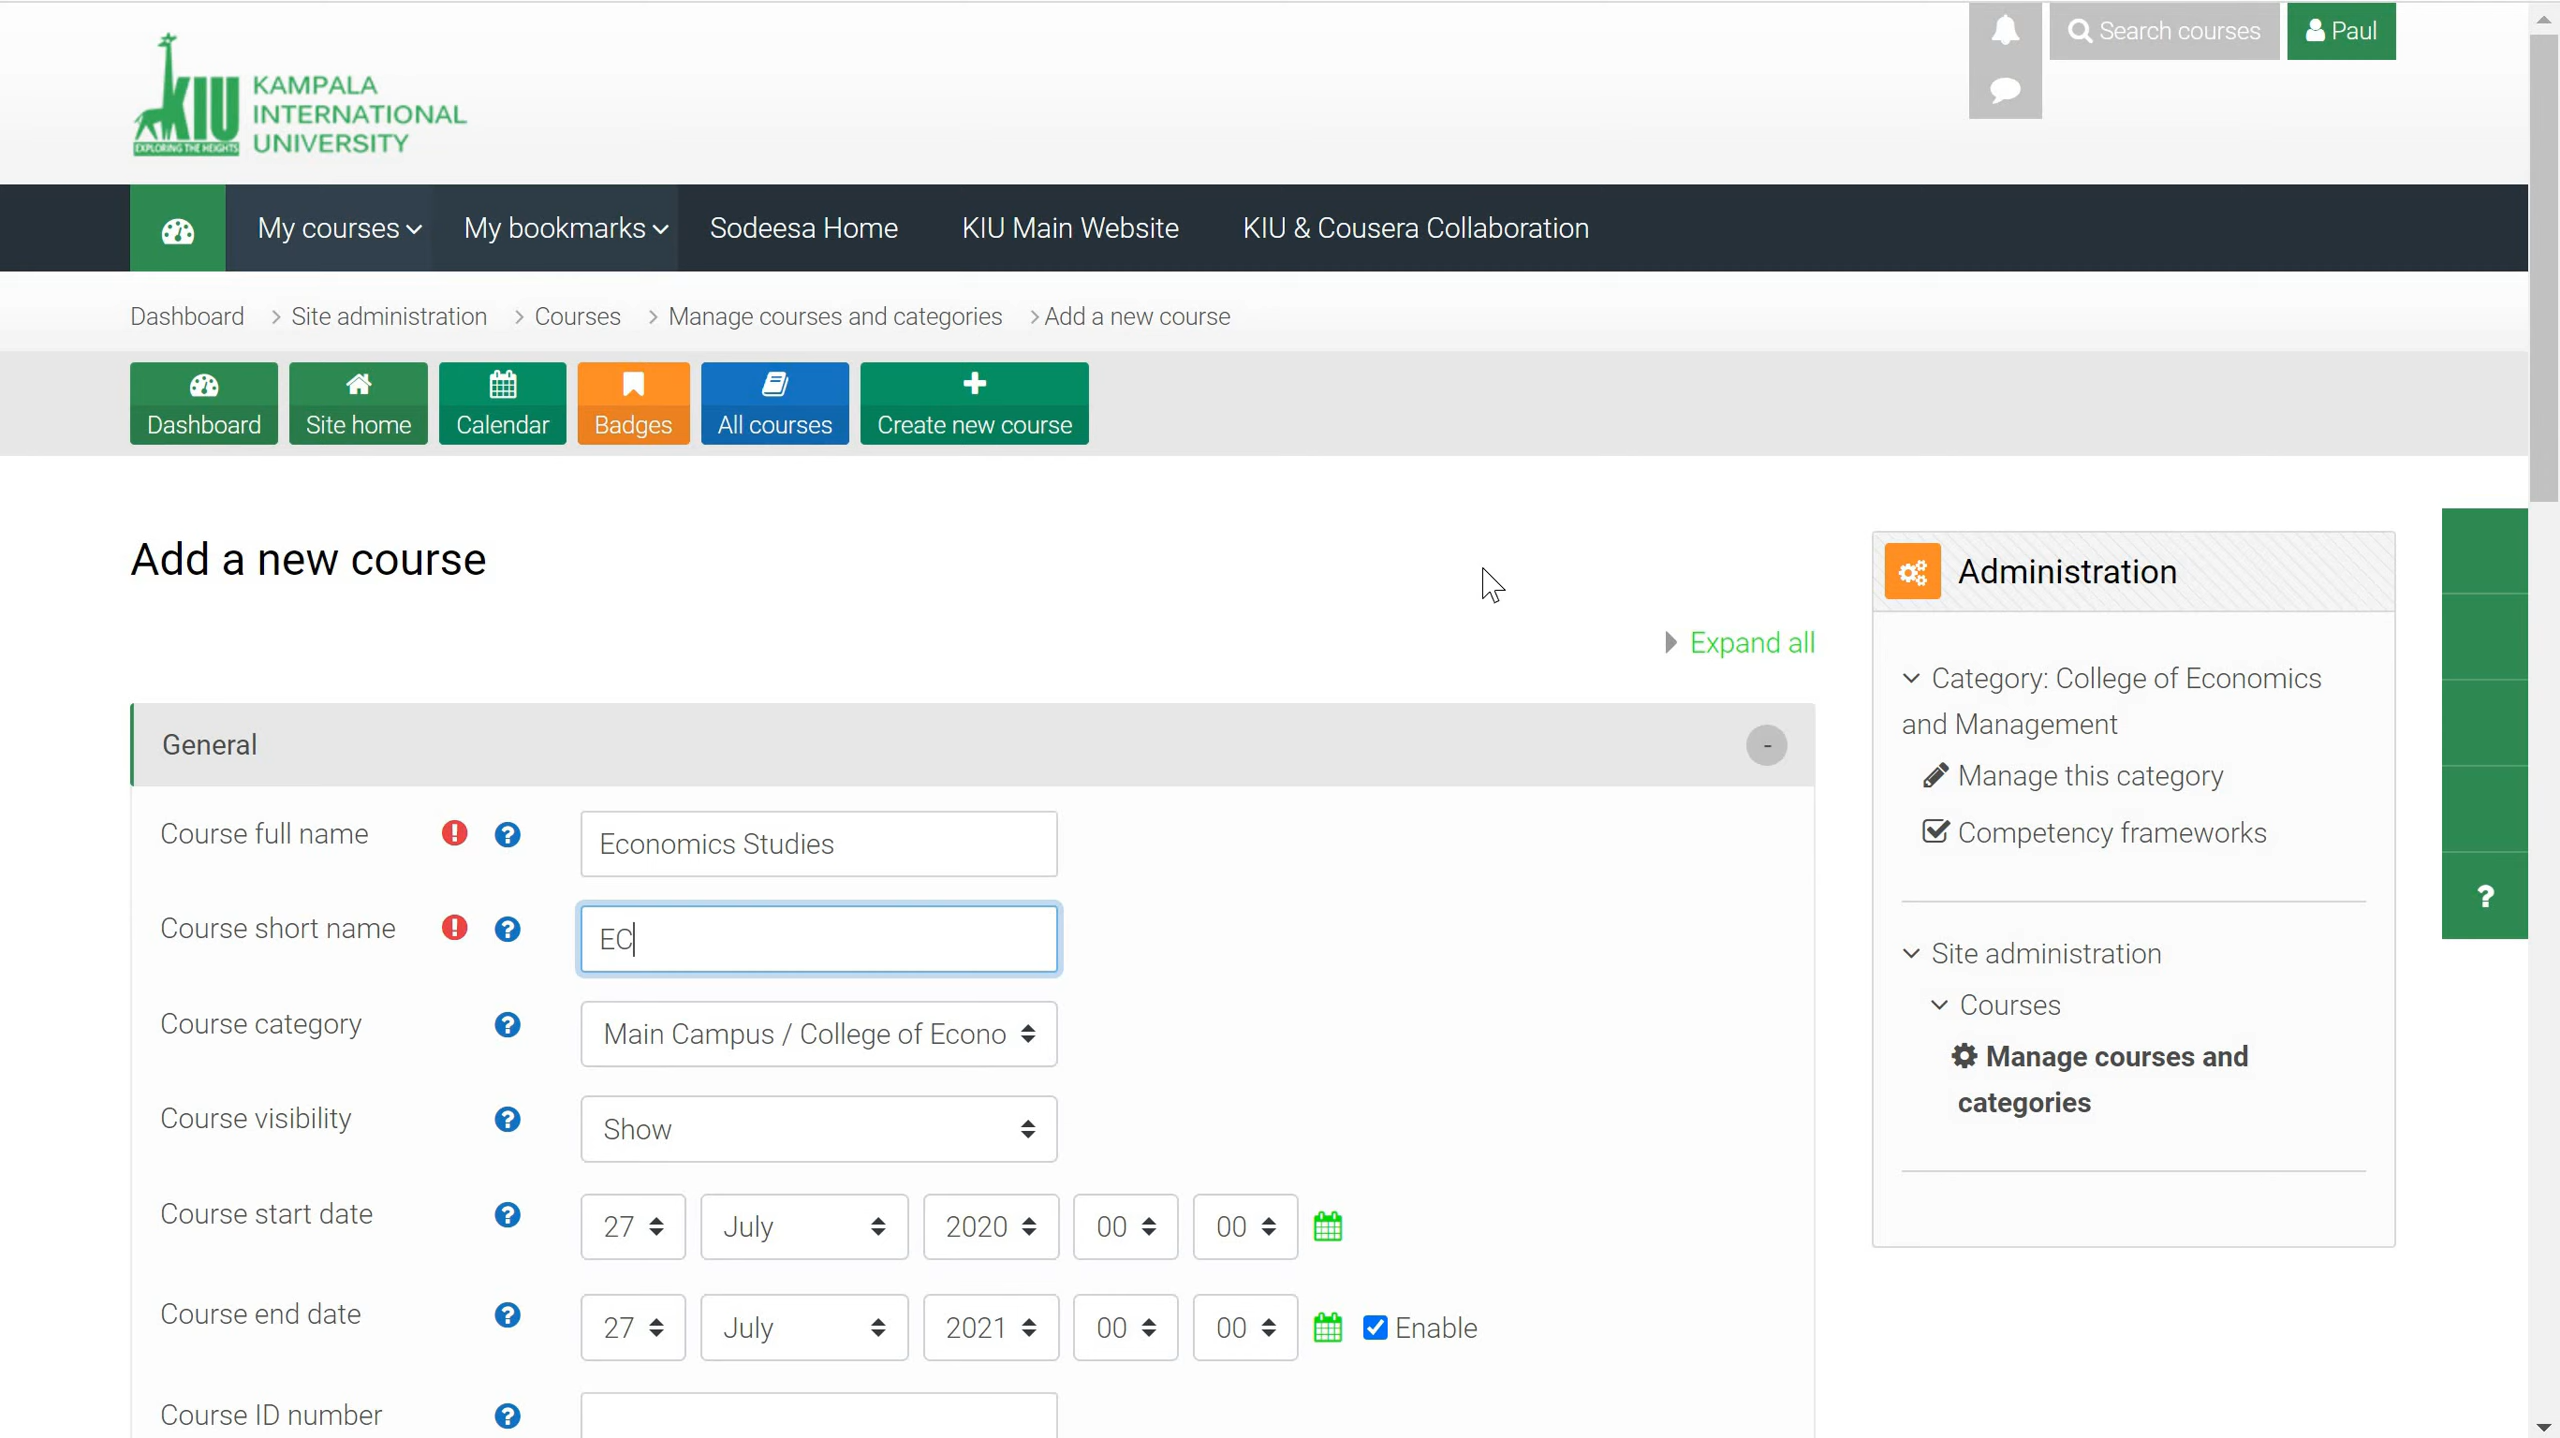 Search courses
Paul
KIU
EXPLORING THE HEIGHTS
KAMPALA
INTERNATIONAL
UNIVERSITY
My courses
My bookmarks
Sodeesa Home
KIU Main Website
KIU & Cousera Collaboration
Dashboard > Site administration > Courses > Manage courses and categories > Add a new course
Dashboard
Site home
Calendar
Badges
All courses
Create new course
Add a new course
Expand all
General
-
Course full name ! ? Economics Studies
Course short name ! ? EC
Course category ? Main Campus / College of Econo
Course visibility ? Show
Course start date ? 27 July 2020 00 00
Course end date ? 27 July 2021 00 00 Enable
Course ID number ?
Administration
Category: College of Economics
and Management
Manage this category
Competency frameworks
Site administration
Courses
Manage courses and
categories
?